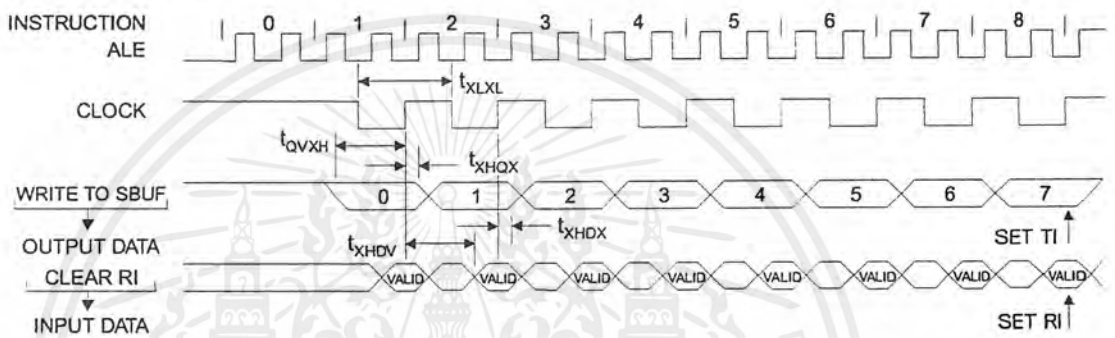 INSTRUCTION 0 1 2 3 4 5 6 7 8
ALE
tXLXL
CLOCK
tQVXH
tXHQX
WRITE TO SBUF 0 1 2 3 4 5 6 7
tXHDX
OUTPUT DATA
SET TI
tXHDV
CLEAR RI VALID VALID VALID VALID VALID VALID VALID VALID
INPUT DATA
SET RI